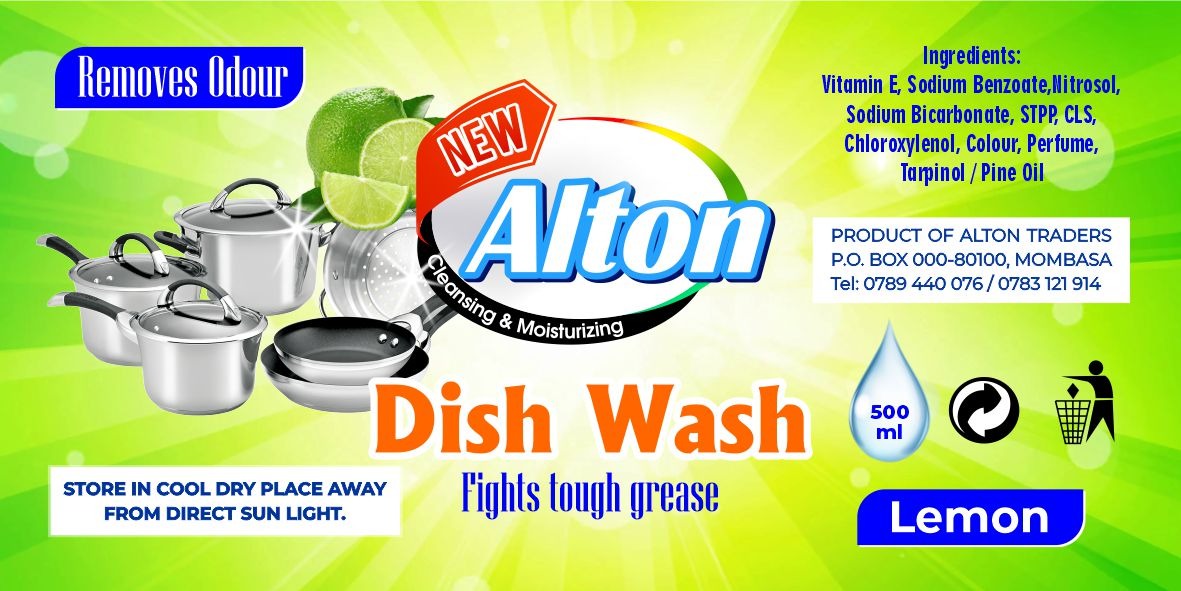 Removes Odour
NEW
Alton
Cleansing & Moisturizing
Dish Wash
Fights tough grease
STORE IN COOL DRY PLACE AWAY
FROM DIRECT SUN LIGHT.
Ingredients:
Vitamin E, Sodium Benzoate,Nitrosol,
Sodium Bicarbonate, STPP, CLS,
Chloroxylenol, Colour, Perfume,
Tarpinol / Pine Oil
PRODUCT OF ALTON TRADERS
P.O. BOX 000-80100, MOMBASA
Tel: 0789 440 076 / 0783 121 914
500
ml
Lemon